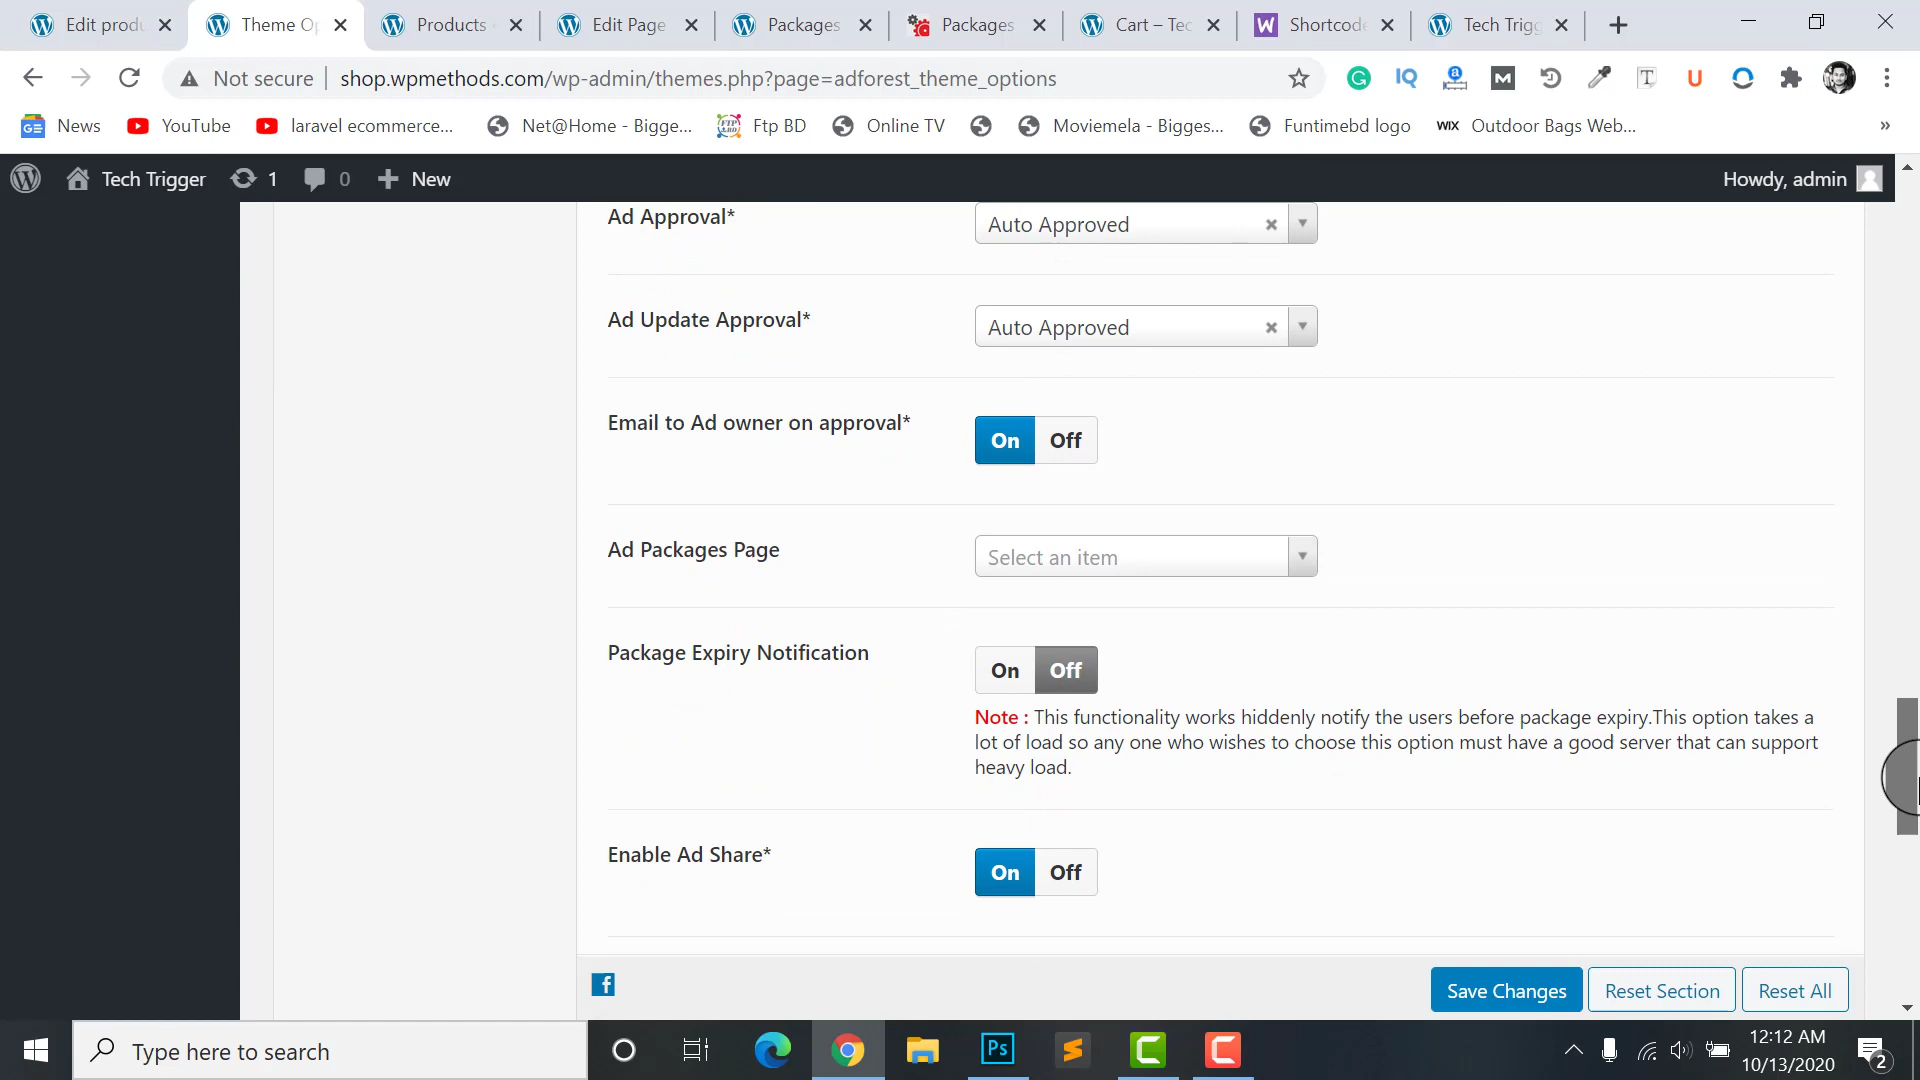 Edit produ
Theme Op
Products
Edit Page
Packages
Packages
Cart – Tec
Shortcode
Tech Trigg
Not secure
shop.wpmethods.com/wp-admin/themes.php?page=adforest_theme_options
News
YouTube
laravel ecommerce...
Net@Home - Bigge...
Ftp BD
Online TV
Moviemela - Bigges...
Funtimebd logo
WIX Outdoor Bags Web...
»
Tech Trigger
1
0
New
Howdy, admin
Ad Approval*
Auto Approved
Ad Update Approval*
Auto Approved
Email to Ad owner on approval*
On Off
Ad Packages Page
Select an item
Package Expiry Notification
On Off
Note : This functionality works hiddenly notify the users before package expiry.This option takes a
lot of load so any one who wishes to choose this option must have a good server that can support
heavy load.
Enable Ad Share*
On Off
Save Changes
Reset Section
Reset All
Type here to search
12:12 AM
10/13/2020
2